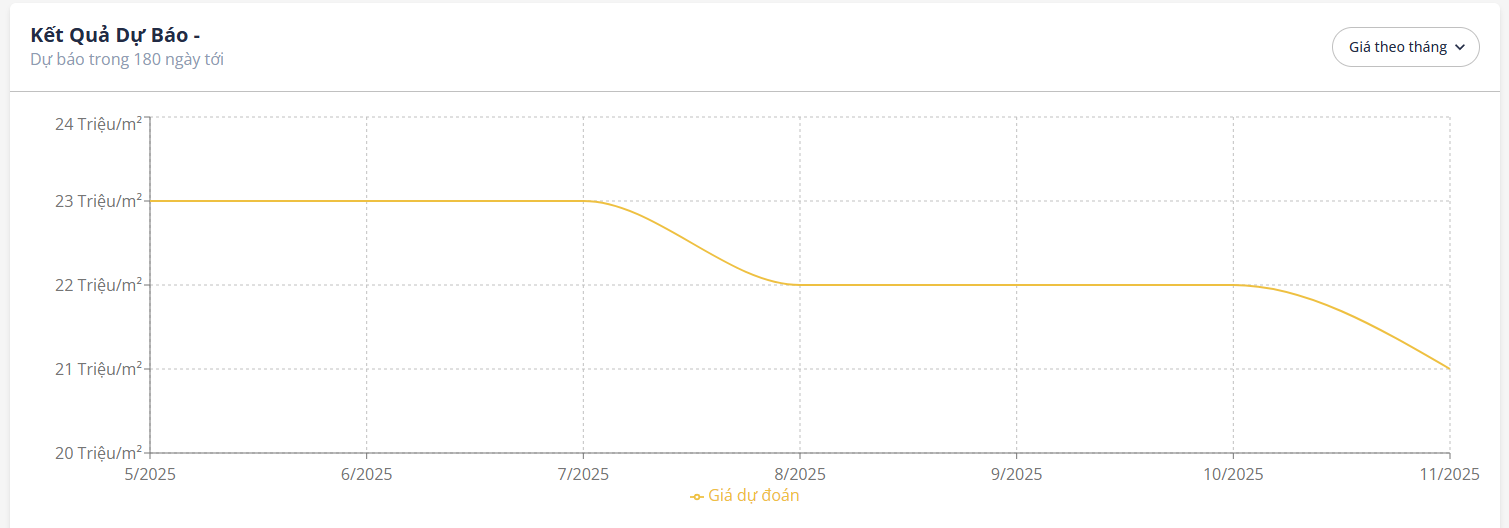 Kết Quả Dự Báo -
Dự báo trong 180 ngày tới
Giá theo tháng
24 Triệu/m²
23 Triệu/m²
22 Triệu/m²
21 Triệu/m²
20 Triệu/m²
5/2025 6/2025 7/2025 8/2025 9/2025 10/2025 11/2025
Giá dự đoán